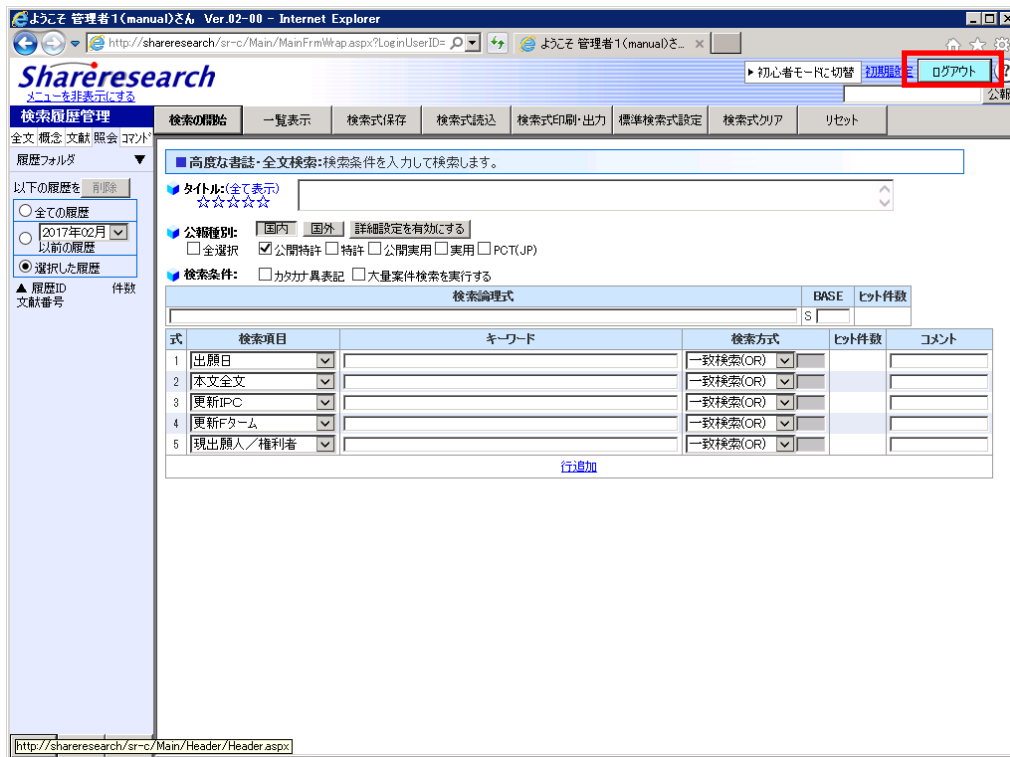 ようこそ 管理者1(manual)さん Ver.02-00 - Internet Explorer
http://shareresearch/sr-c/Main/MainFrmWrap.aspx?LoginUserID=
ようこそ 管理者1(manual)さ...
Shareresearch
メニューを非表示にする
▶初心者モードに切替 初期設定 ログアウト
公報
検索履歴管理
検索の開始 一覧表示 検索式保存 検索式読込 検索式印刷・出力 標準検索式設定 検索式クリア リセット
全文 概念 文献 照会 コマンド
履歴フォルダ ▼
以下の履歴を 削除
全ての履歴
2017年02月
以前の履歴
選択した履歴
▲ 履歴ID 件数
文献番号
■高度な書誌・全文検索:検索条件を入力して検索します。
タイトル:(全て表示)
☆☆☆☆☆
公報種別: 国内 国外 詳細設定を有効にする
全選択 公開特許 特許 公開実用 実用 PCT(JP)
検索条件: カタカナ異表記 大量案件検索を実行する
検索論理式 BASE ヒット件数
S
式 検索項目 キーワード 検索方式 ヒット件数 コメント
1 出願日 一致検索(OR)
2 本文全文 一致検索(OR)
3 更新IPC 一致検索(OR)
4 更新Fターム 一致検索(OR)
5 現出願人/権利者 一致検索(OR)
行追加
http://shareresearch/sr-c/Main/Header/Header.aspx